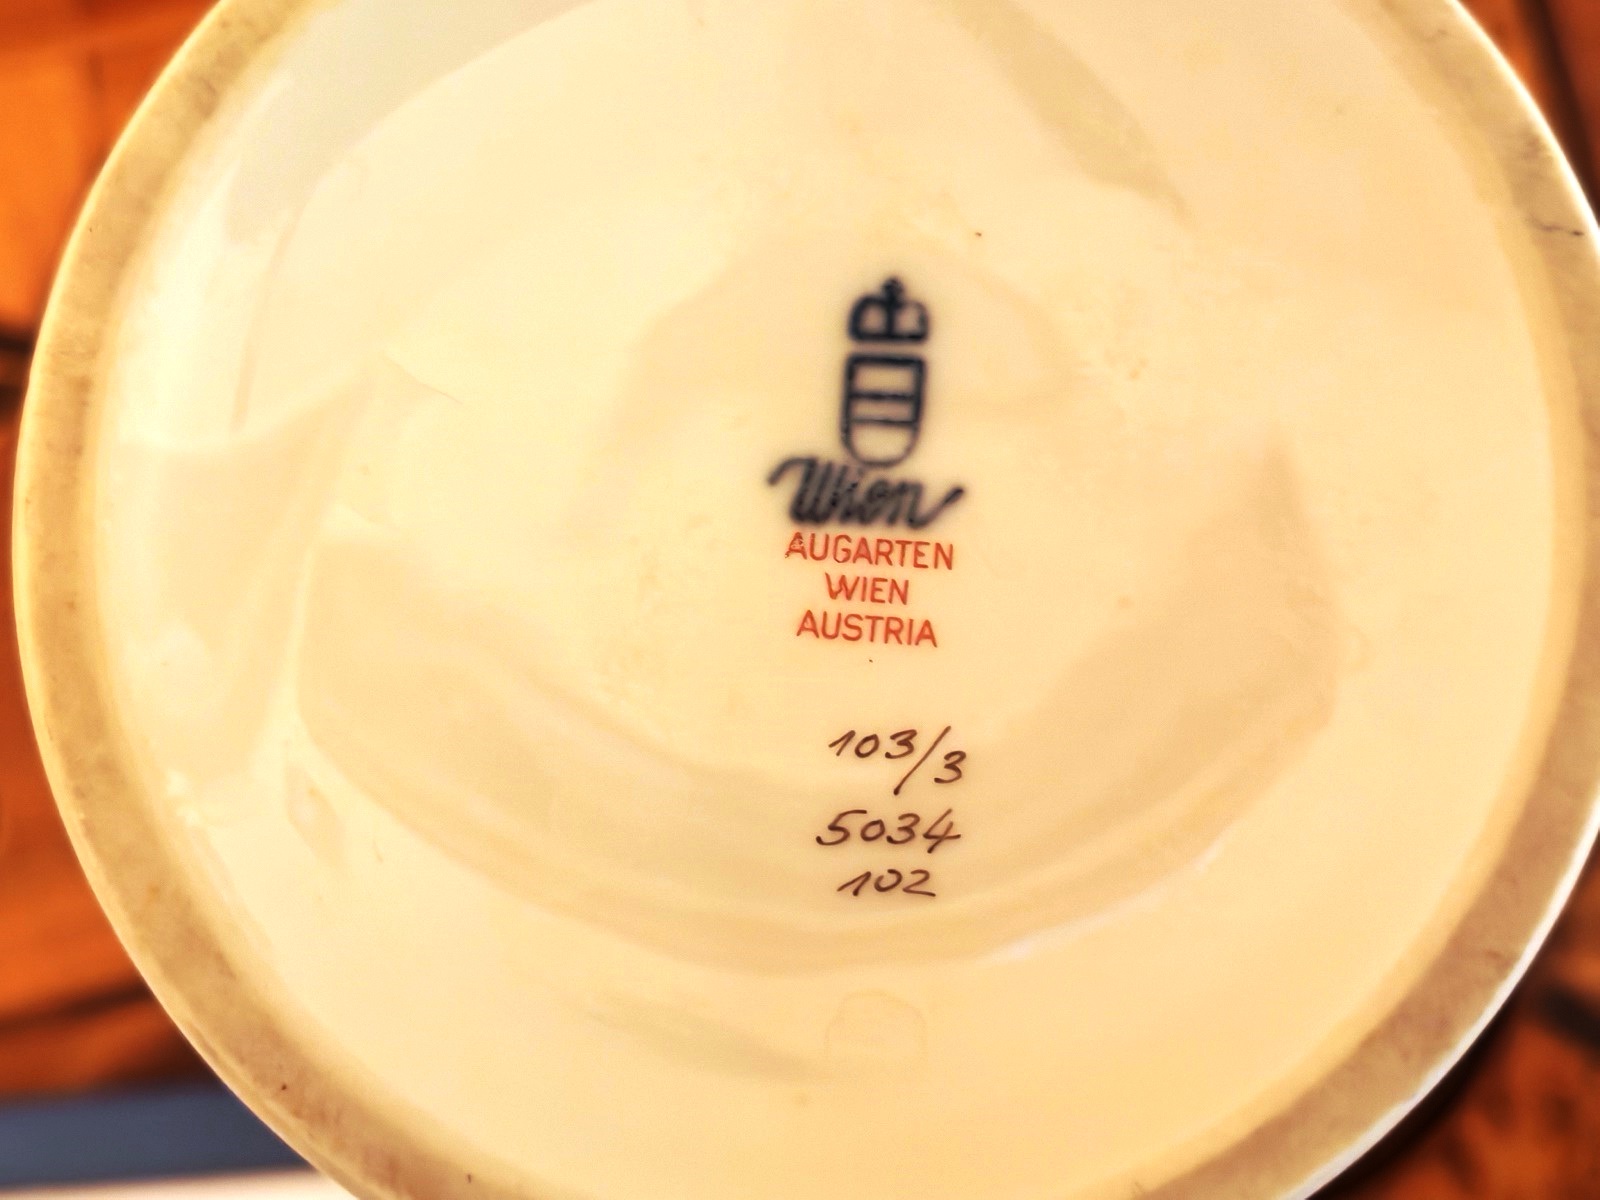 Wien
AUGARTEN
WIEN
AUSTRIA
103/3
5034
102